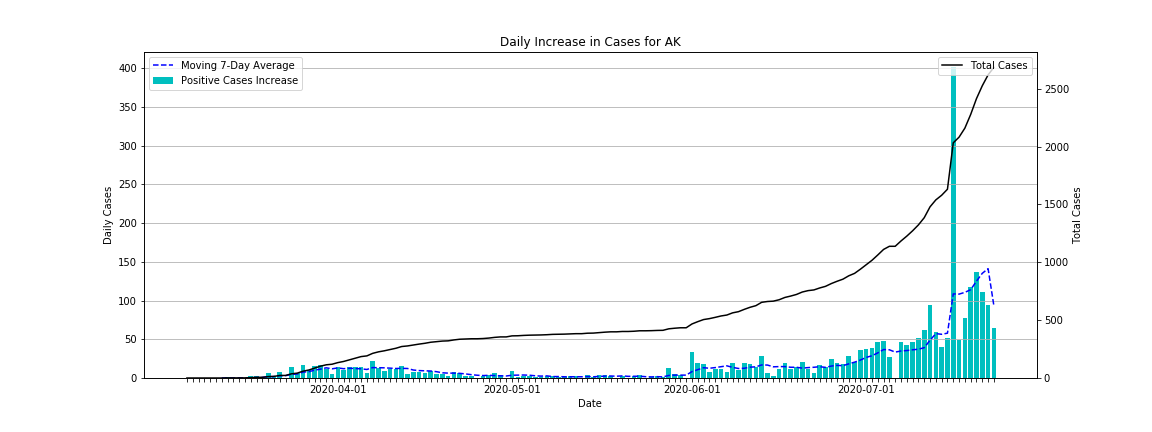 Daily Increase in Cases for AK
Moving 7-Day Average
Positive Cases Increase
Total Cases
400
350
300
250
200
150
100
50
0
2500
2000
1500
1000
500
0
Daily Cases
Total Cases
2020-04-01
2020-05-01
2020-06-01
2020-07-01
Date